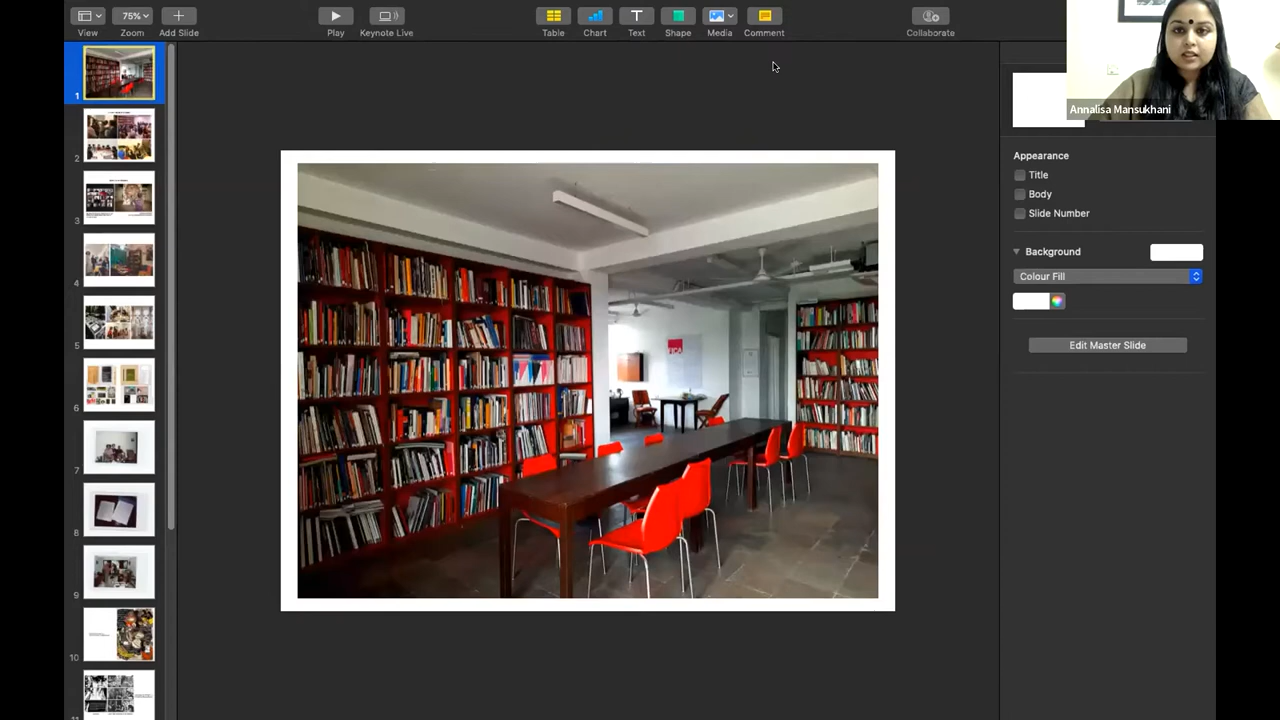 View
75%
Zoom
Add Slide
Play
Keynote Live
Table
Chart
Text
Shape
Media
Comment
Collaborate
Annalisa Mansukhani
Appearance
Title
Body
Slide Number
Background
Colour Fill
Edit Master Slide
FICA
1
2
3
4
5
6
7
8
9
10